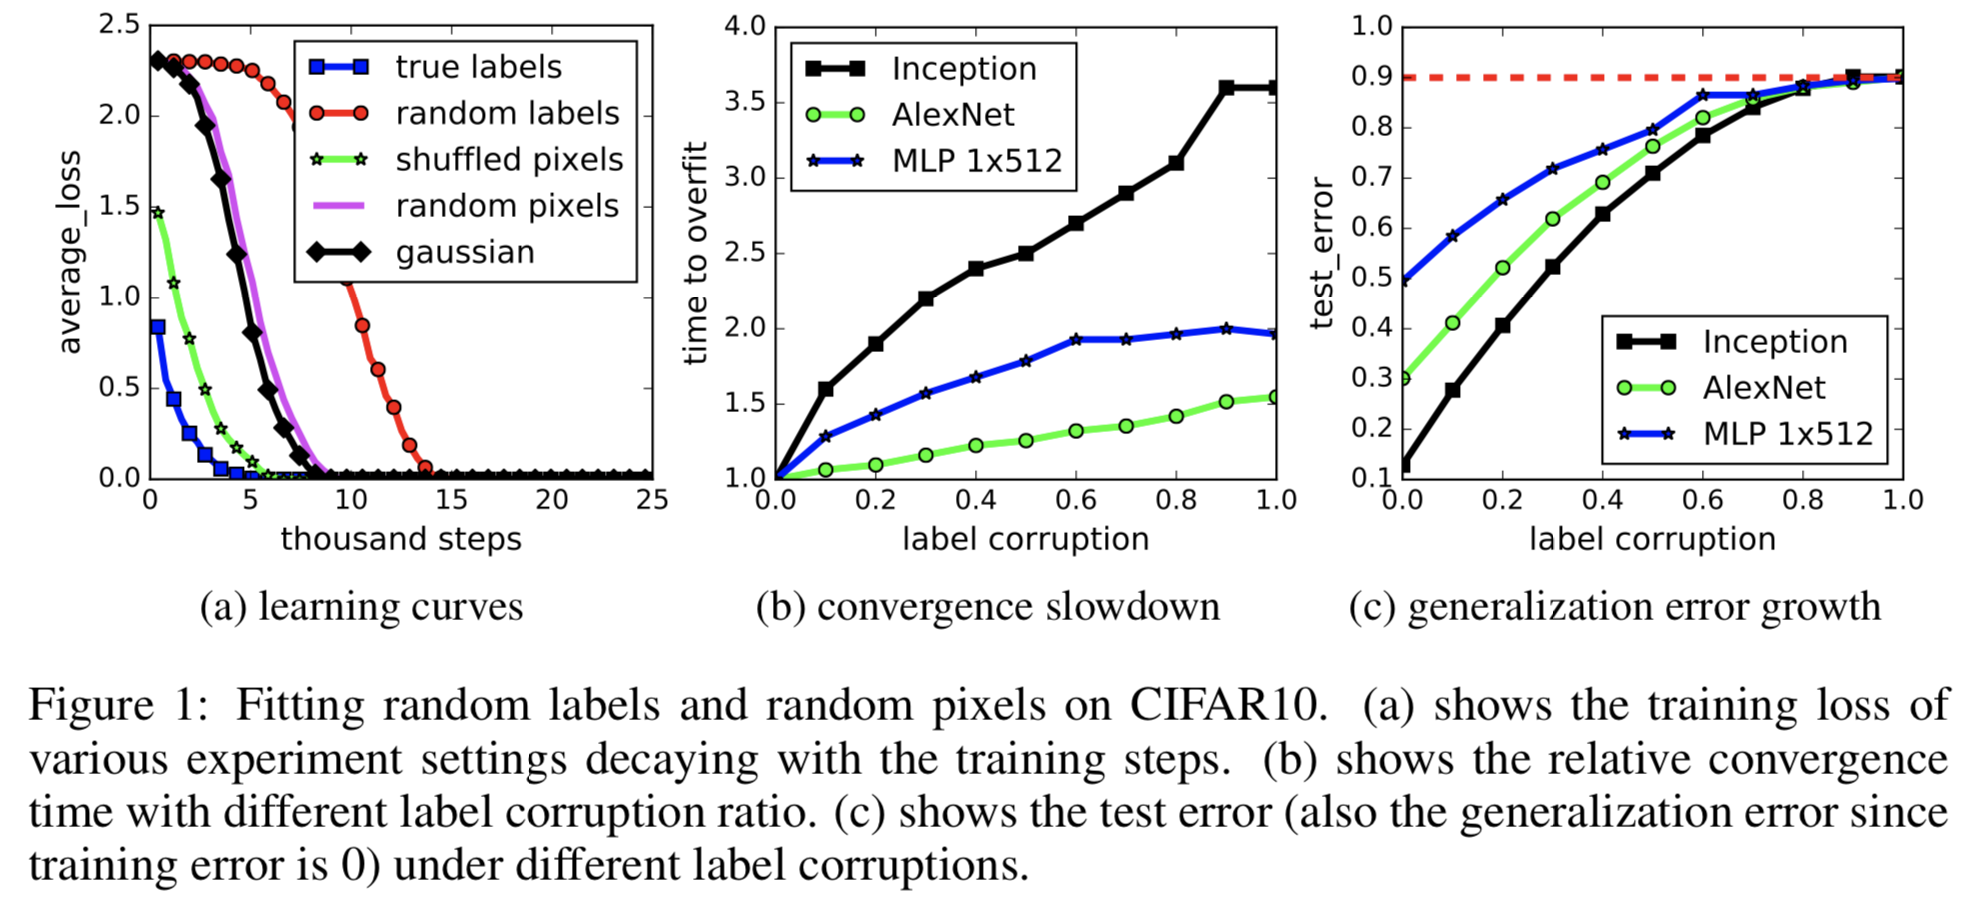 2.5
2.0
1.5
1.0
0.5
0.0
average_loss
true labels
random labels
shuffled pixels
random pixels
gaussian
0 5 10 15 20 25
thousand steps
(a) learning curves
4.0
3.5
3.0
2.5
2.0
1.5
1.0
time to overfit
Inception
AlexNet
MLP 1x512
0.0 0.2 0.4 0.6 0.8 1.0
label corruption
(b) convergence slowdown
1.0
0.9
0.8
0.7
0.6
0.5
0.4
0.3
0.2
0.1
test_error
Inception
AlexNet
MLP 1x512
0.0 0.2 0.4 0.6 0.8 1.0
label corruption
(c) generalization error growth
Figure 1: Fitting random labels and random pixels on CIFAR10. (a) shows the training loss of
various experiment settings decaying with the training steps. (b) shows the relative convergence
time with different label corruption ratio. (c) shows the test error (also the generalization error since
training error is 0) under different label corruptions.